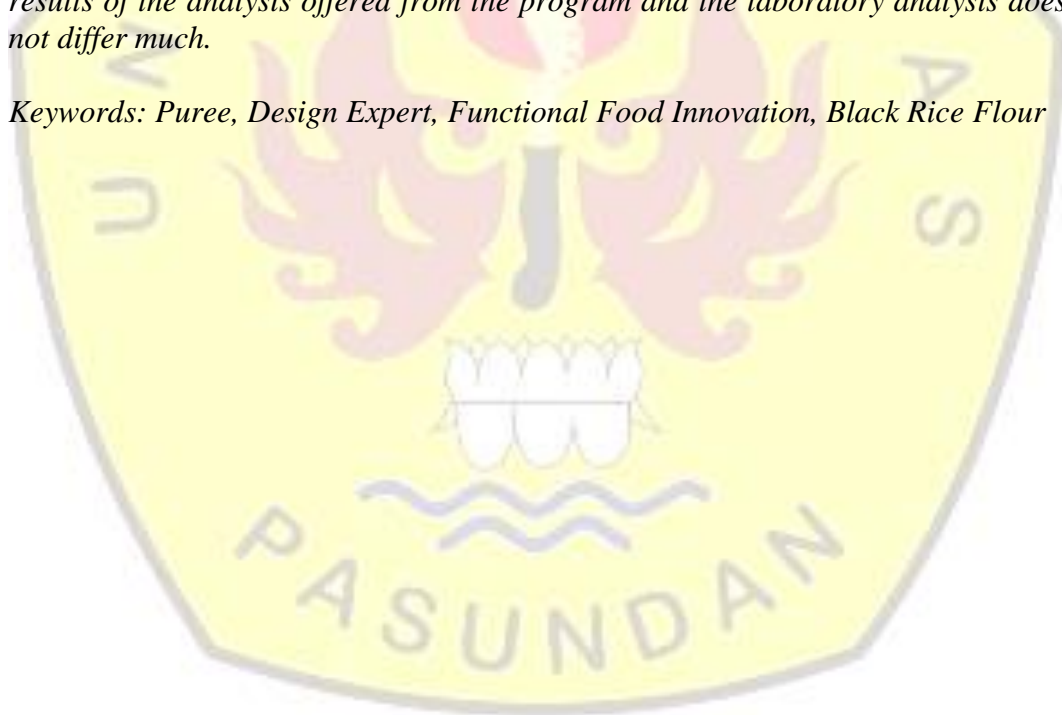 results of the analysis offered from the program and the laboratory analysis does
not differ much.
Keywords: Puree, Design Expert, Functional Food Innovation, Black Rice Flour
U N A S
PASUNDAN